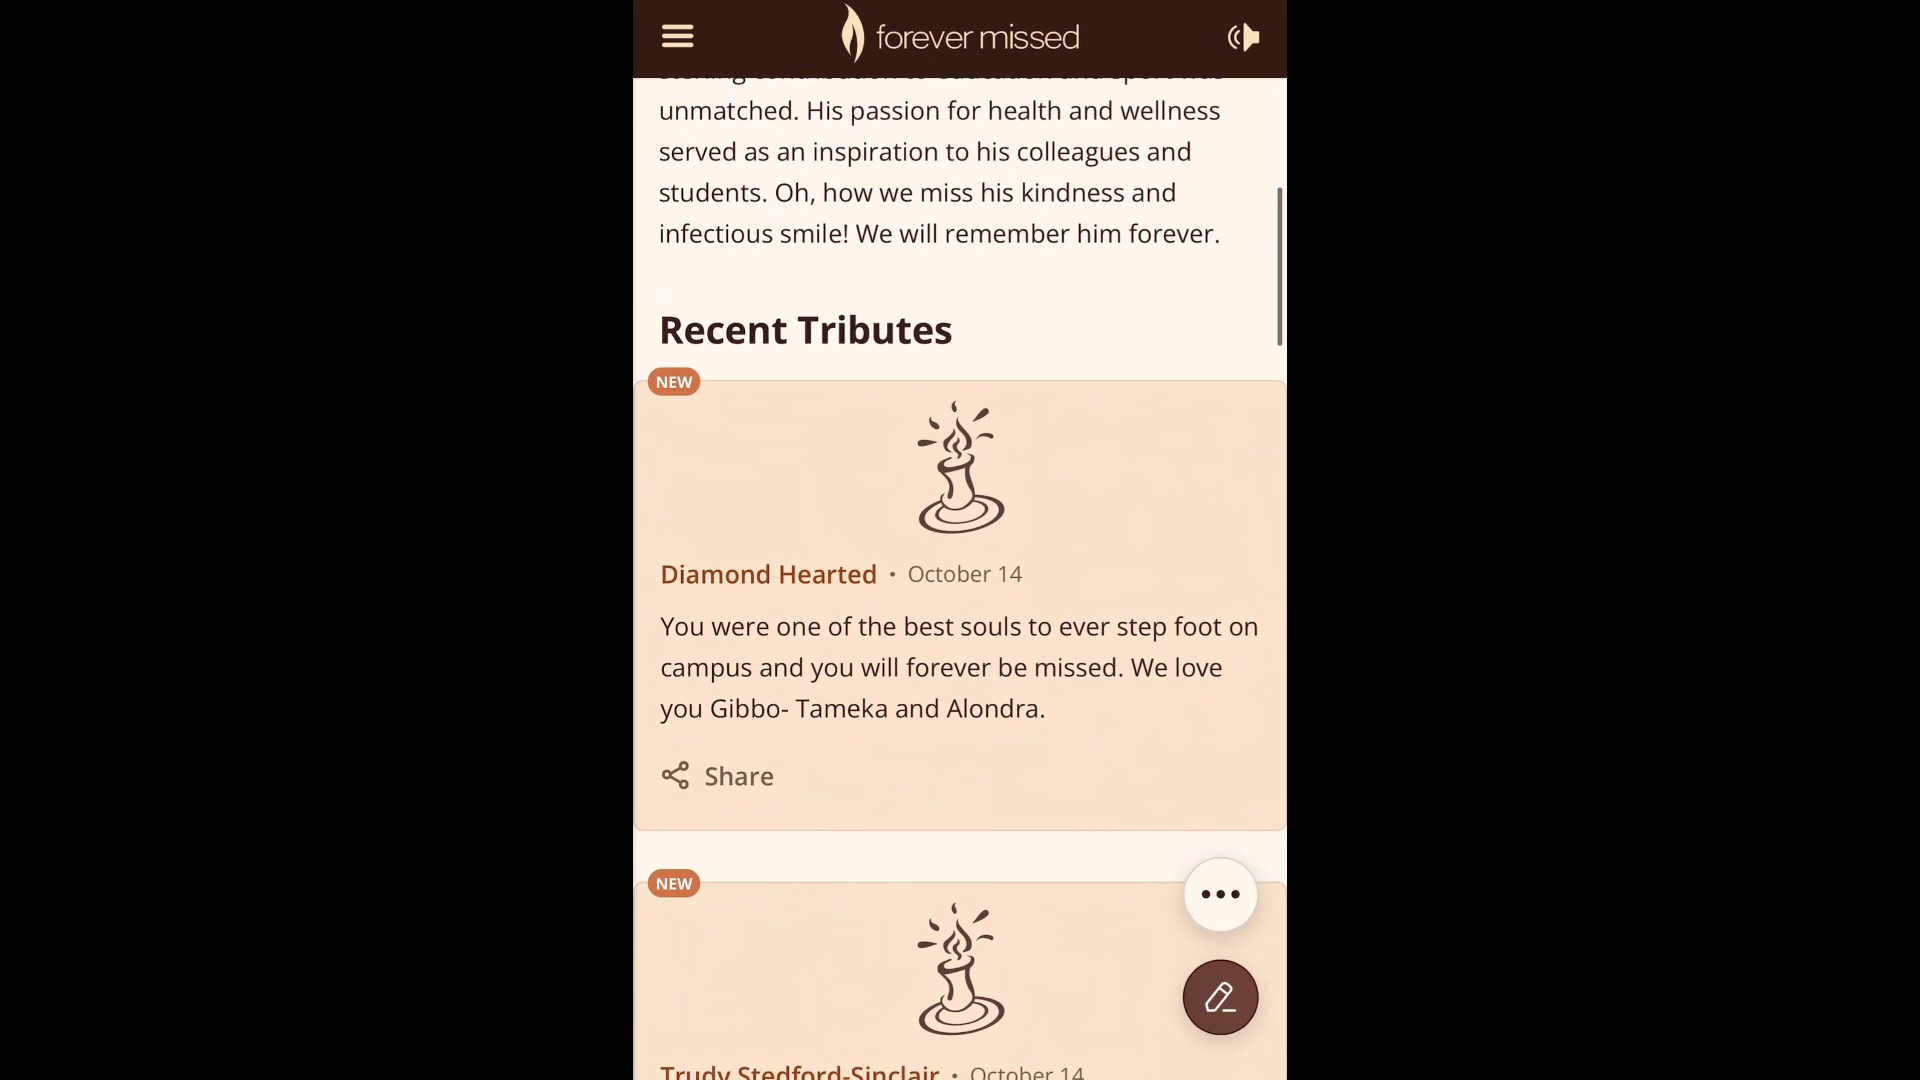 forever missed
unmatched. His passion for health and wellness
served as an inspiration to his colleagues and
students. Oh, how we miss his kindness and
infectious smile! We will remember him forever.
Recent Tributes
NEW
Diamond Hearted • October 14
You were one of the best souls to ever step foot on
campus and you will forever be missed. We love
you Gibbo- Tameka and Alondra.
Share
NEW
Trudy Stedford-Sinclair • October 14